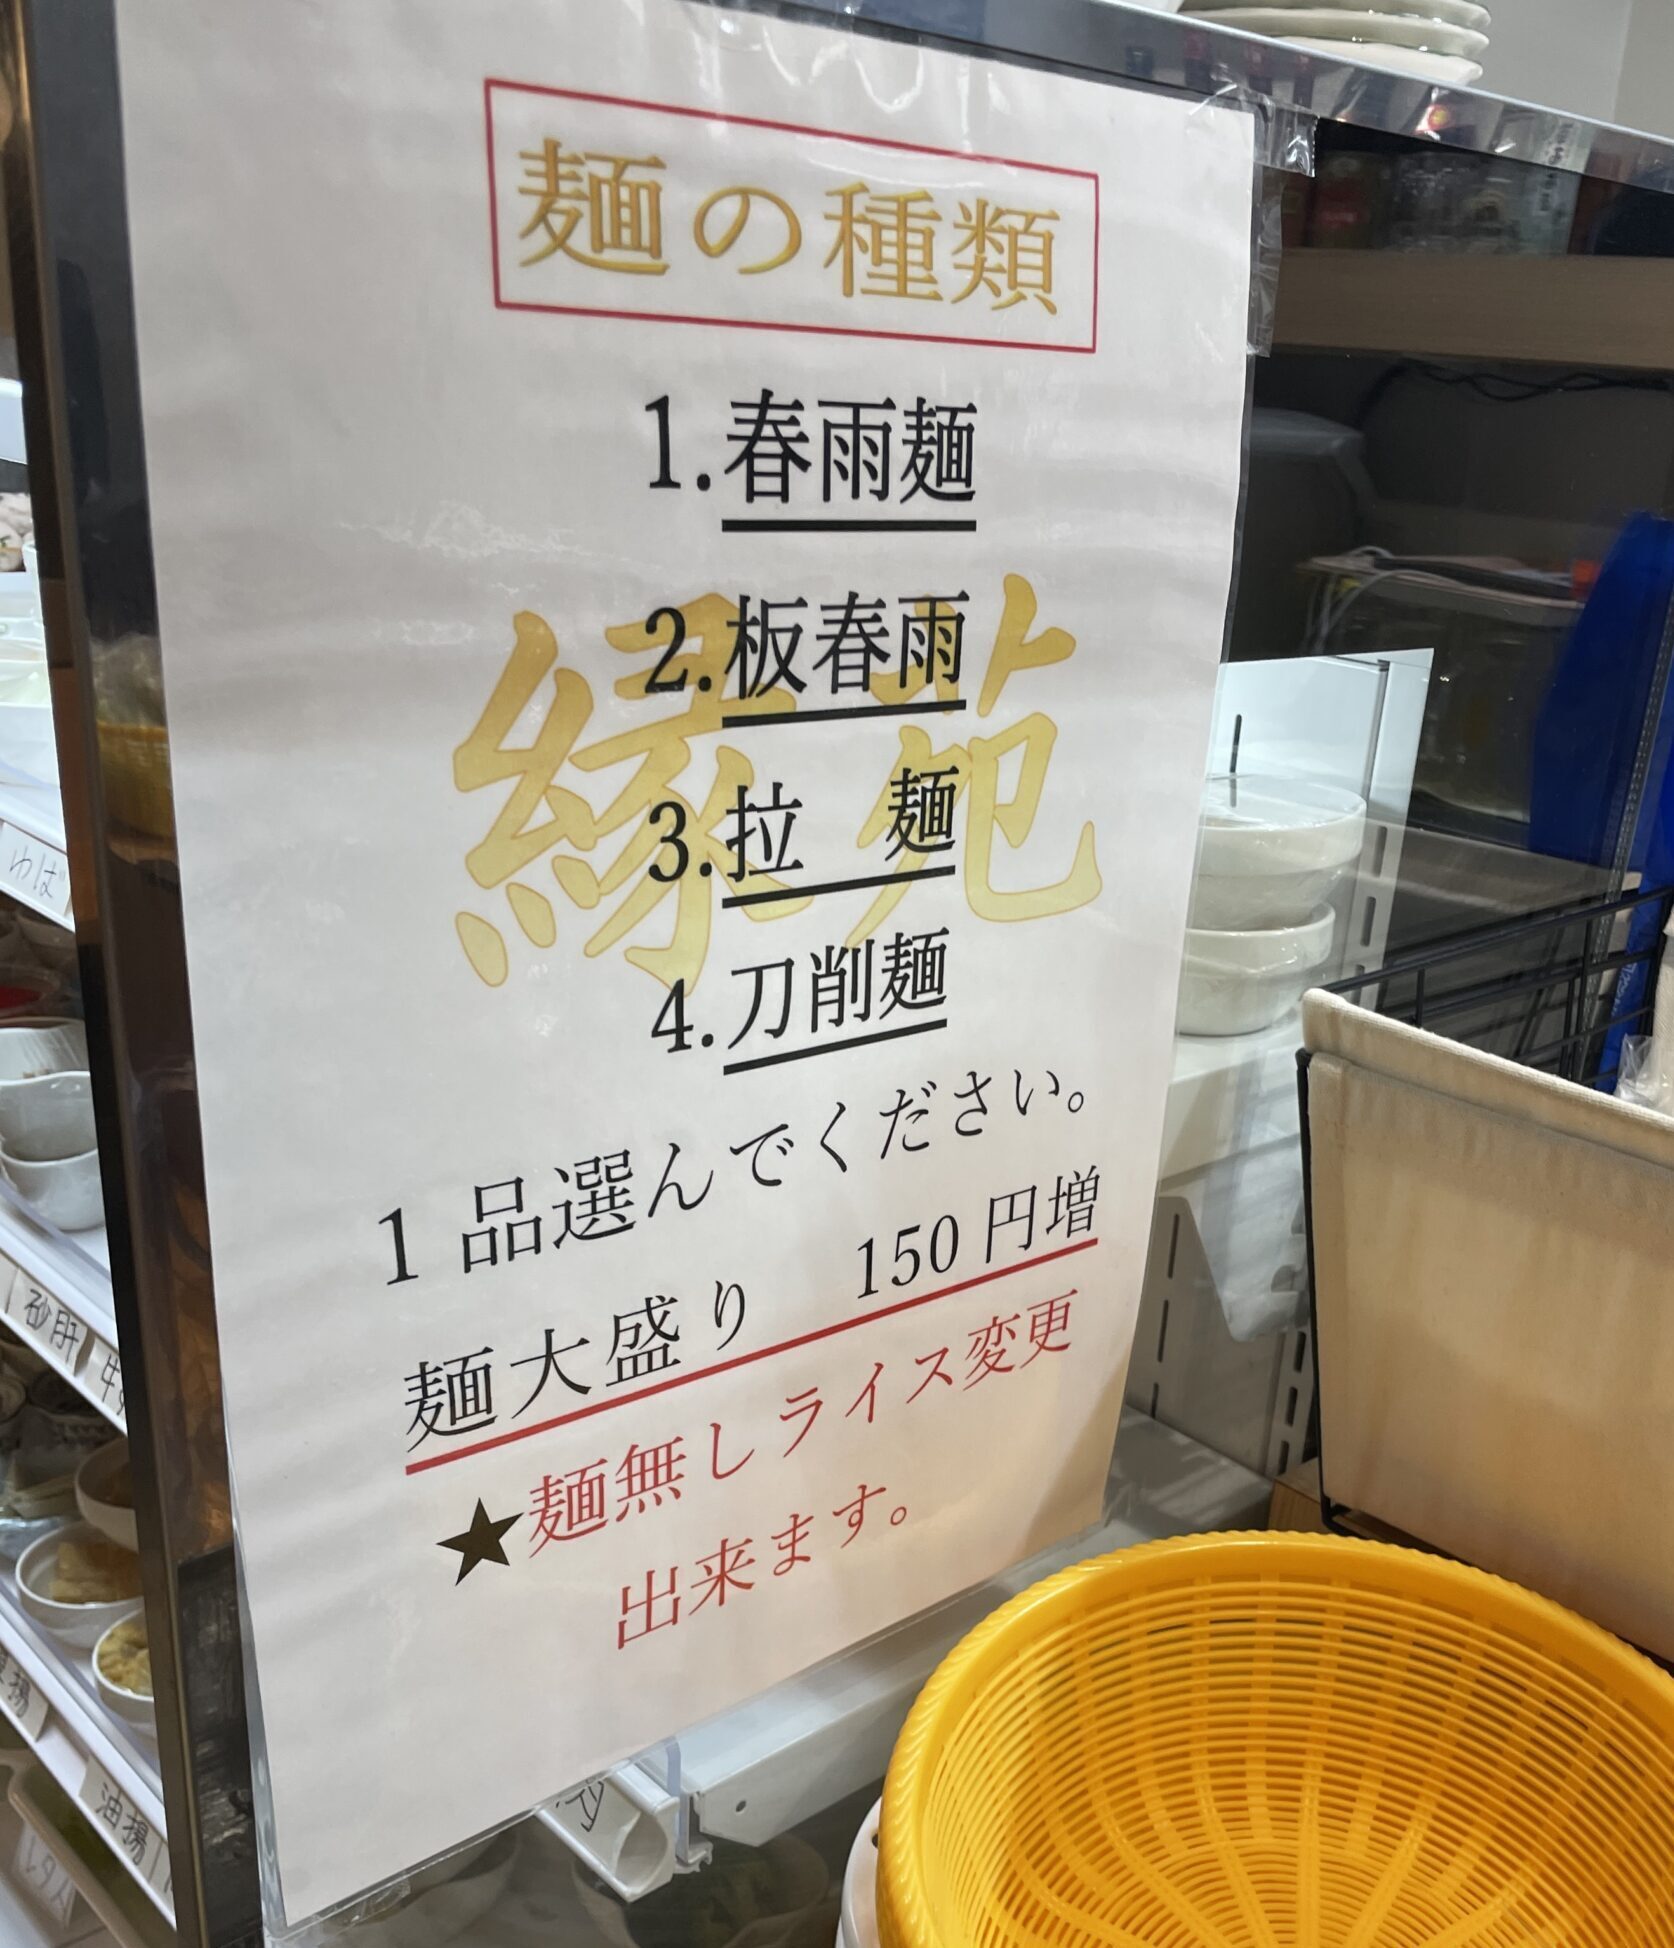 麺の種類
1.春雨麺
2.板春雨
3.拉　麺
4.刀削麺
縁苑
1品選んでください。
麺大盛り　150円増
★麺無しライス変更
出来ます。
ゆば
砂肝
油揚